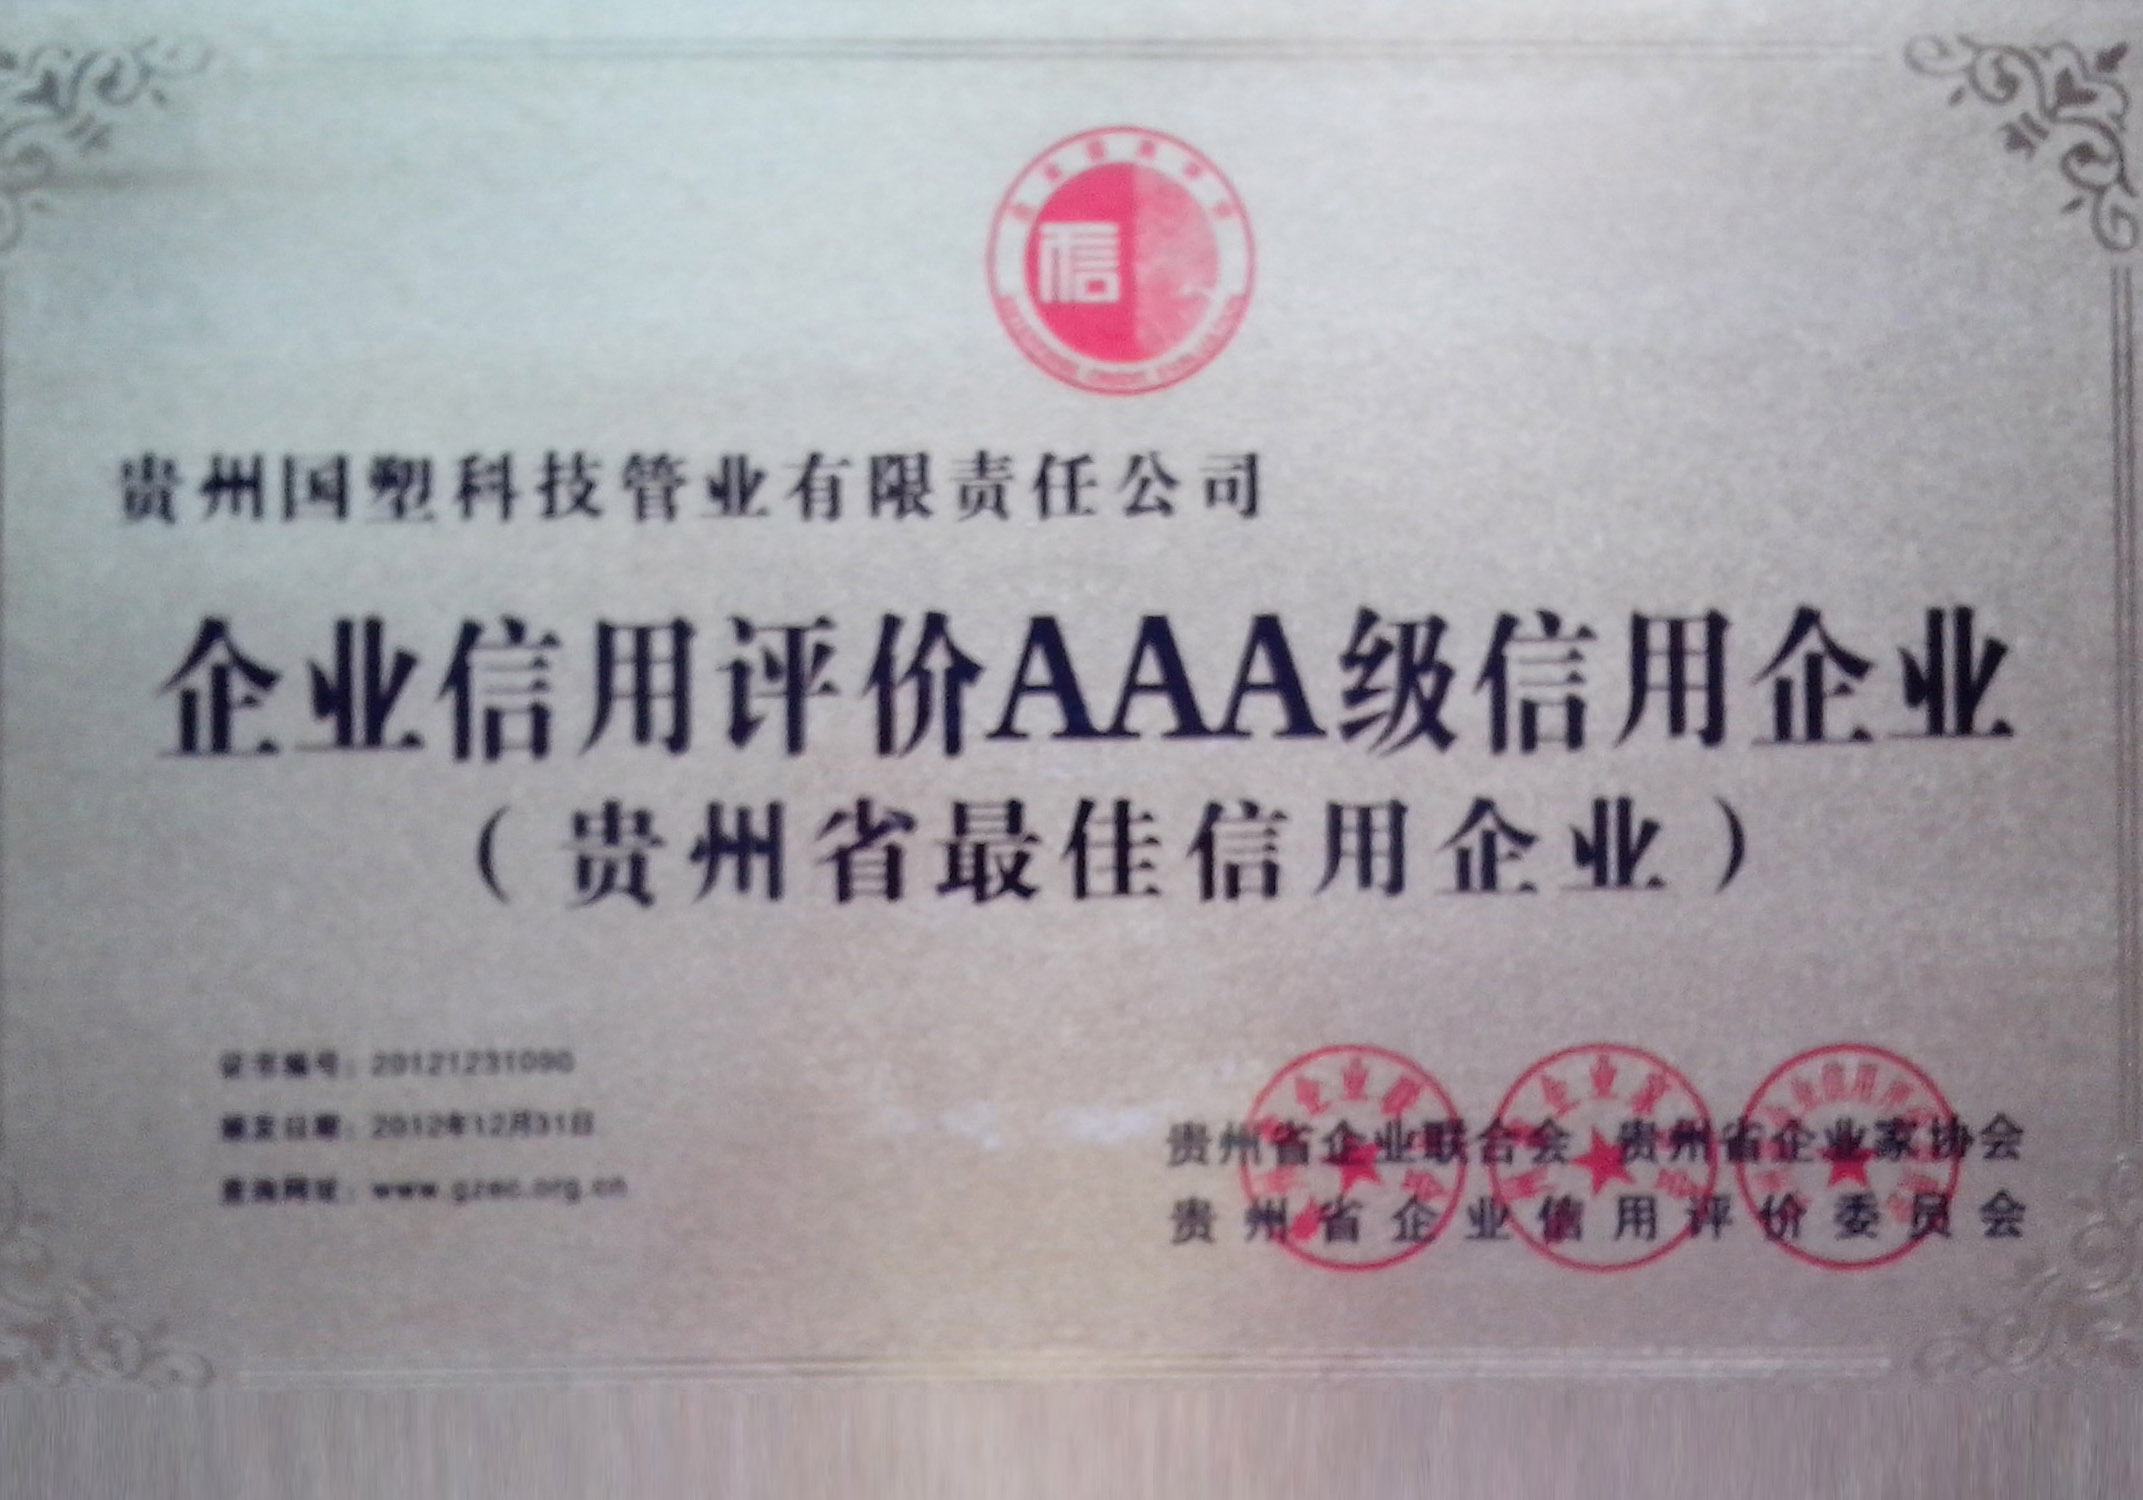 信
贵州国塑科技管业有限责任公司
企业信用评价AAA级信用企业
（贵州省最佳信用企业）
证书编号：20121231090
颁发日期：2012年12月31日
查询网址：www.gzec.org.cn
贵州省企业联合会 贵州省企业家协会
贵州省企业信用评价委员会